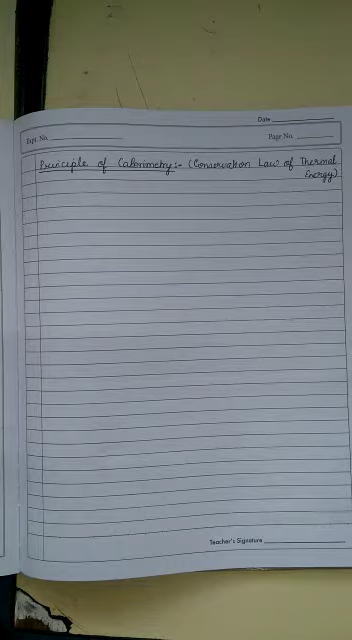 Date
Expt. No.
Page No.
Principle of Calorimetry:- (Conservation Law of Thermal
Energy)
Teacher's Signature